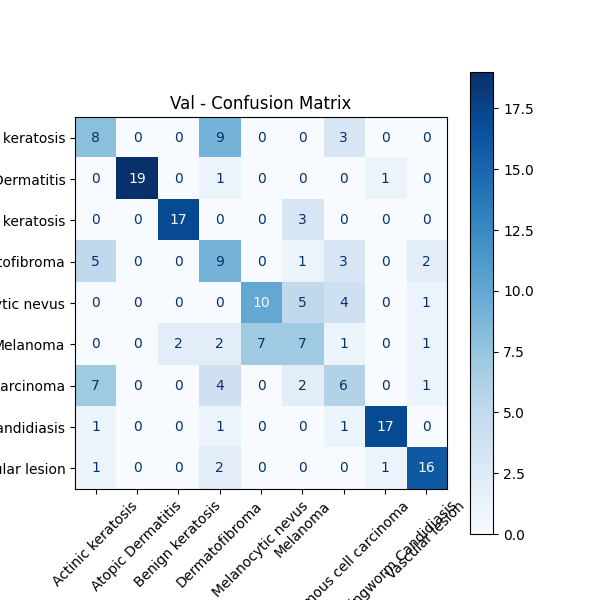 Val - Confusion Matrix
keratosis 8 0 0 9 0 0 3 0 0
Dermatitis 0 19 0 1 0 0 0 1 0
keratosis 0 0 17 0 0 3 0 0 0
tofibroma 5 0 0 9 0 1 3 0 2
ytic nevus 0 0 0 0 10 5 4 0 1
Melanoma 0 0 2 2 7 7 1 0 1
arcinoma 7 0 0 4 0 2 6 0 1
andidiasis 1 0 0 1 0 0 1 17 0
ular lesion 1 0 0 2 0 0 0 1 16
Actinic keratosis
Atopic Dermatitis
Benign keratosis
Dermatofibroma
Melanocytic nevus
Melanoma
mous cell carcinoma
ngworm Candidiasis
Vascular lesion
17.5
15.0
12.5
10.0
7.5
5.0
2.5
0.0